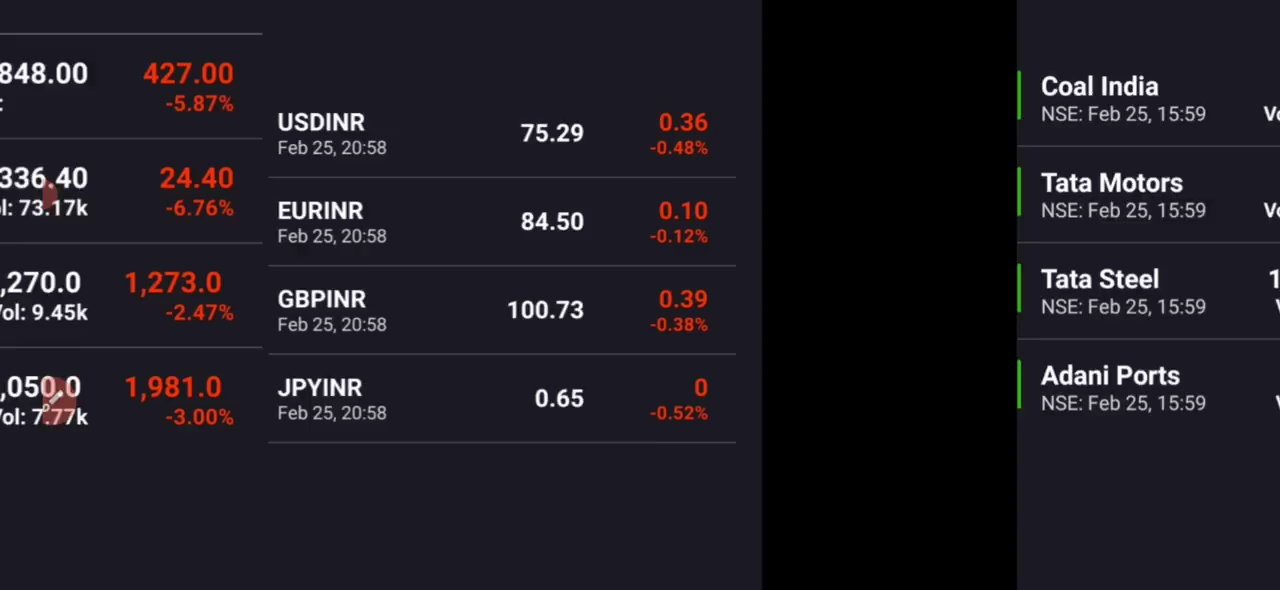 848.00 427.00
-5.87%
336.40 24.40
l: 73.17k -6.76%
,270.0 1,273.0
Vol: 9.45k -2.47%
,050.0 1,981.0
Vol: 7.77k -3.00%
USDINR 75.29 0.36
Feb 25, 20:58 -0.48%
EURINR 84.50 0.10
Feb 25, 20:58 -0.12%
GBPINR 100.73 0.39
Feb 25, 20:58 -0.38%
JPYINR 0.65 0
Feb 25, 20:58 -0.52%
Coal India
NSE: Feb 25, 15:59
Tata Motors
NSE: Feb 25, 15:59
Tata Steel 1
NSE: Feb 25, 15:59
Adani Ports
NSE: Feb 25, 15:59